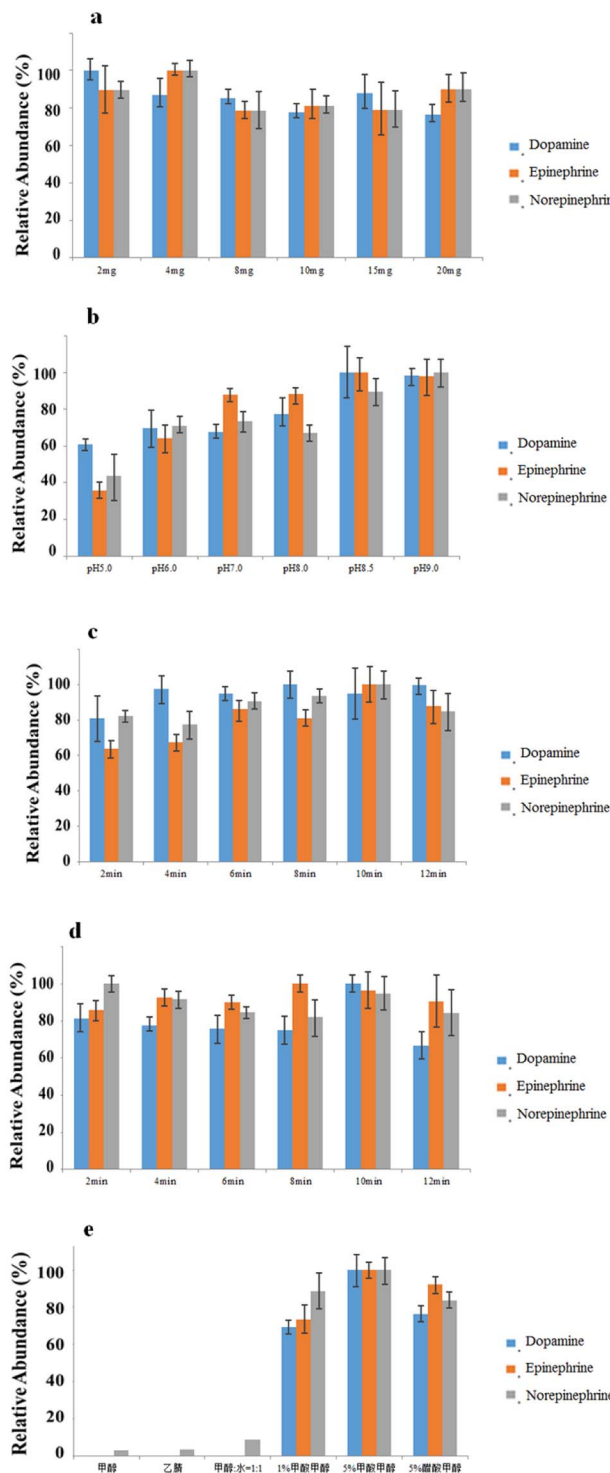 a
Relative Abundance (%)
100
80
60
40
20
0
2mg 4mg 8mg 10mg 15mg 20mg
Dopamine
Epinephrine
Norepinephrine
b
Relative Abundance (%)
100
80
60
40
20
0
pH5.0 pH6.0 pH7.0 pH8.0 pH8.5 pH9.0
Dopamine
Epinephrine
Norepinephrine
c
Relative Abundance (%)
100
80
60
40
20
0
2min 4min 6min 8min 10min 12min
Dopamine
Epinephrine
Norepinephrine
d
Relative Abundance (%)
100
80
60
40
20
0
2min 4min 6min 8min 10min 12min
Dopamine
Epinephrine
Norepinephrine
e
Relative Abundance (%)
100
80
60
40
20
0
甲醇 乙腈 甲醇:水=1:1 1%甲酸甲醇 5%甲酸甲醇 5%醋酸甲醇
Dopamine
Epinephrine
Norepinephrine